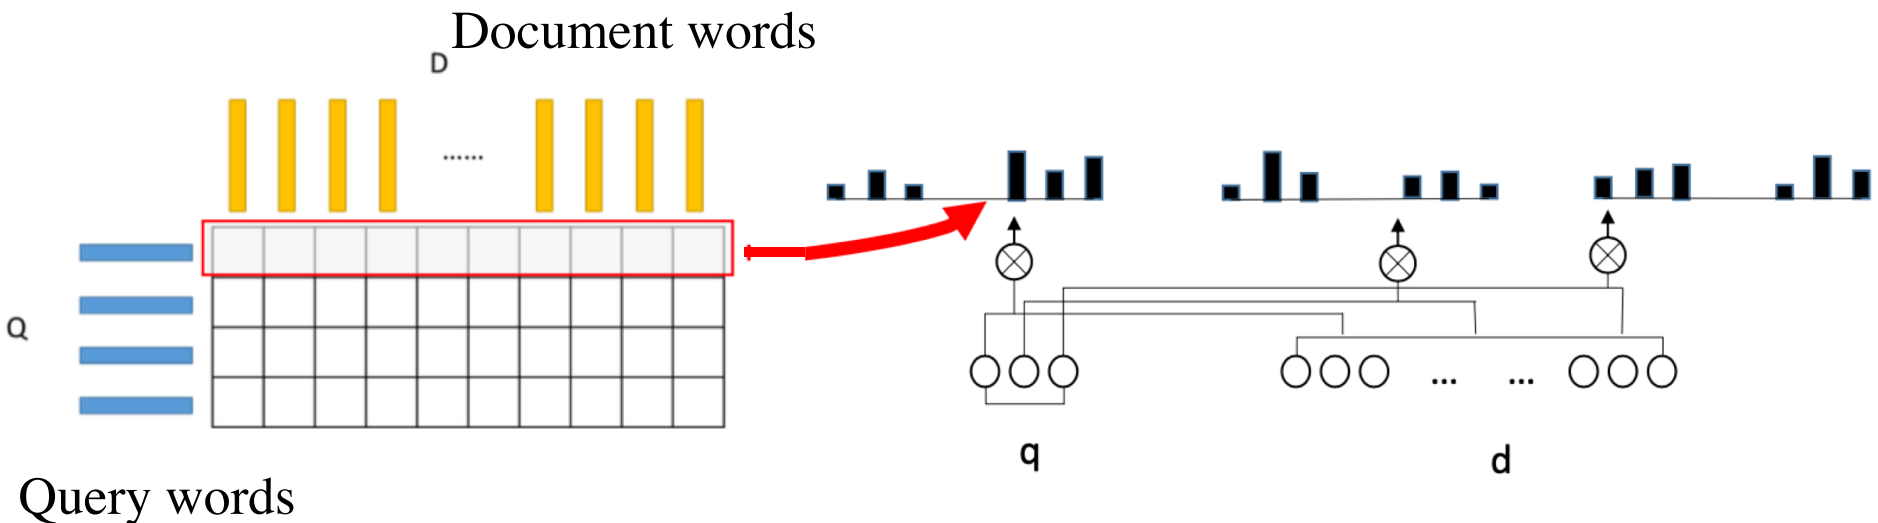 Document words
D
......
Q
... ...
q
d
Query words